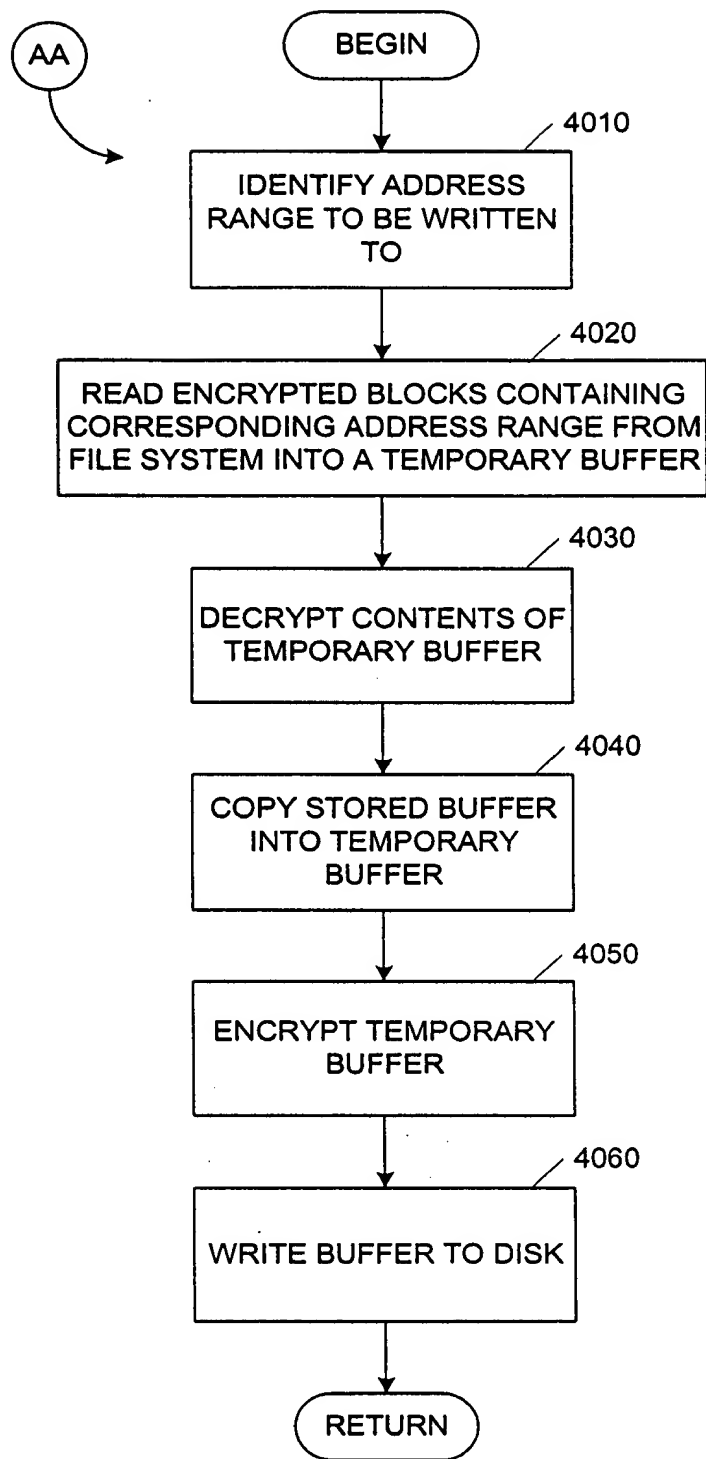 AA
BEGIN
4010
IDENTIFY ADDRESS
RANGE TO BE WRITTEN
TO
4020
READ ENCRYPTED BLOCKS CONTAINING
CORRESPONDING ADDRESS RANGE FROM
FILE SYSTEM INTO A TEMPORARY BUFFER
4030
DECRYPT CONTENTS OF
TEMPORARY BUFFER
4040
COPY STORED BUFFER
INTO TEMPORARY
BUFFER
4050
ENCRYPT TEMPORARY
BUFFER
4060
WRITE BUFFER TO DISK
RETURN